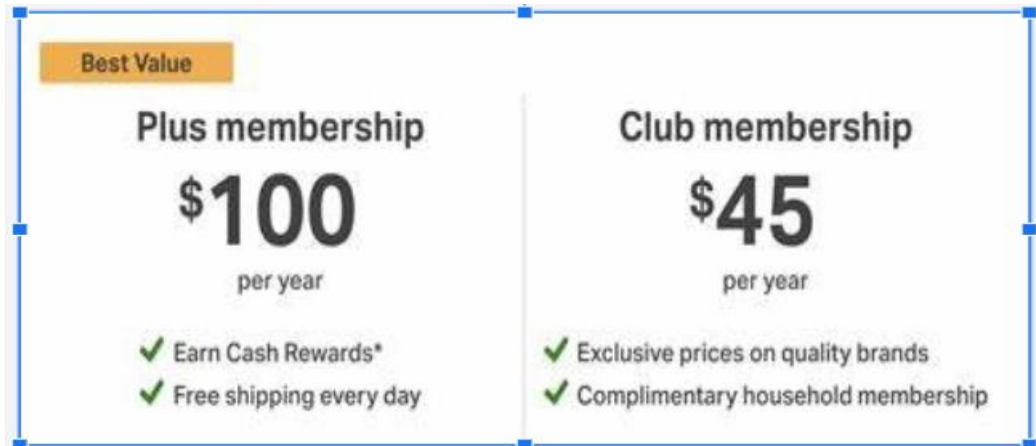 Best Value
Plus membership
$100
per year
✔ Earn Cash Rewards*
✔ Free shipping every day
Club membership
$45
per year
✔ Exclusive prices on quality brands
✔ Complimentary household membership